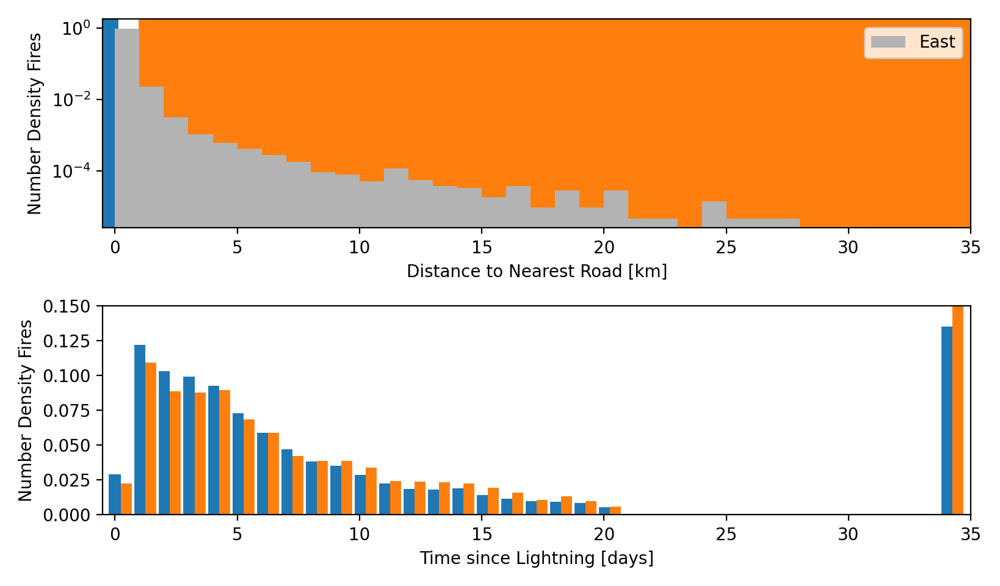 Number Density Fires
10⁰
10⁻²
10⁻⁴
East
0 5 10 15 20 25 30 35
Distance to Nearest Road [km]
Number Density Fires
0.150
0.125
0.100
0.075
0.050
0.025
0.000
0 5 10 15 20 25 30 35
Time since Lightning [days]